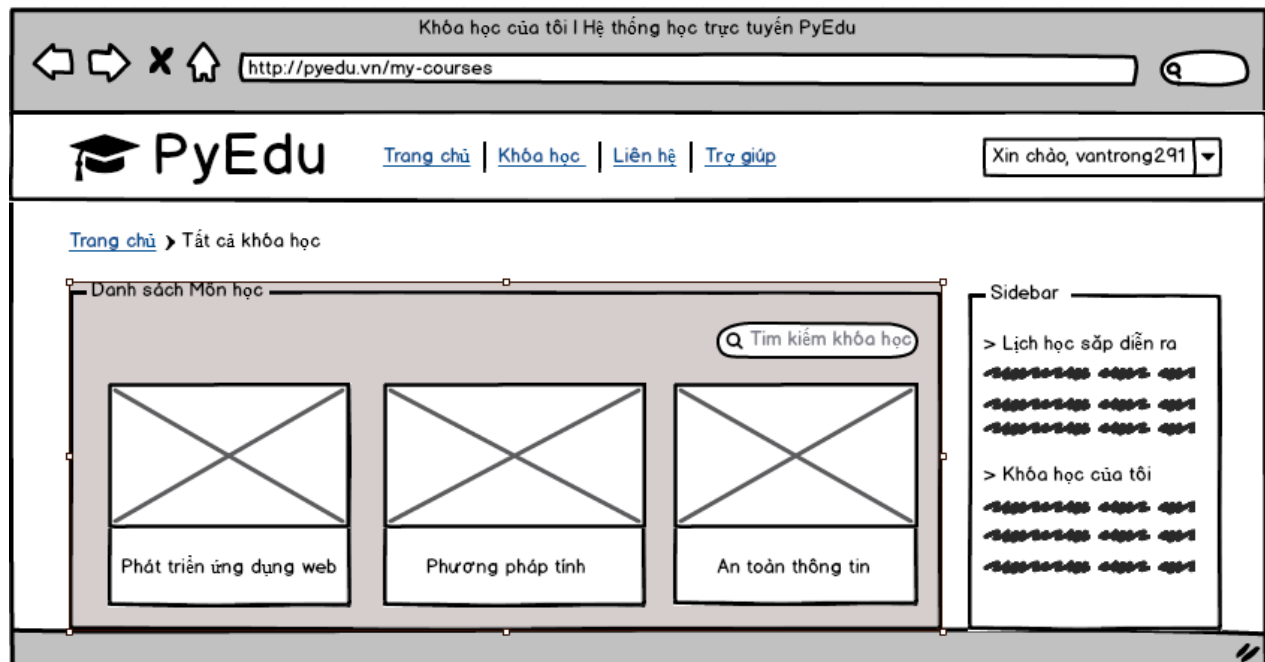 Khóa học của tôi | Hệ thống học trực tuyến PyEdu
http://pyedu.vn/my-courses
PyEdu
Trang chủ | Khóa học | Liên hệ | Trợ giúp
Xin chào, vantrong291
Trang chủ > Tất cả khóa học
Danh sách Môn học
Tìm kiếm khóa học
Phát triển ứng dụng web
Phương pháp tính
An toàn thông tin
Sidebar
> Lịch học sắp diễn ra
> Khóa học của tôi